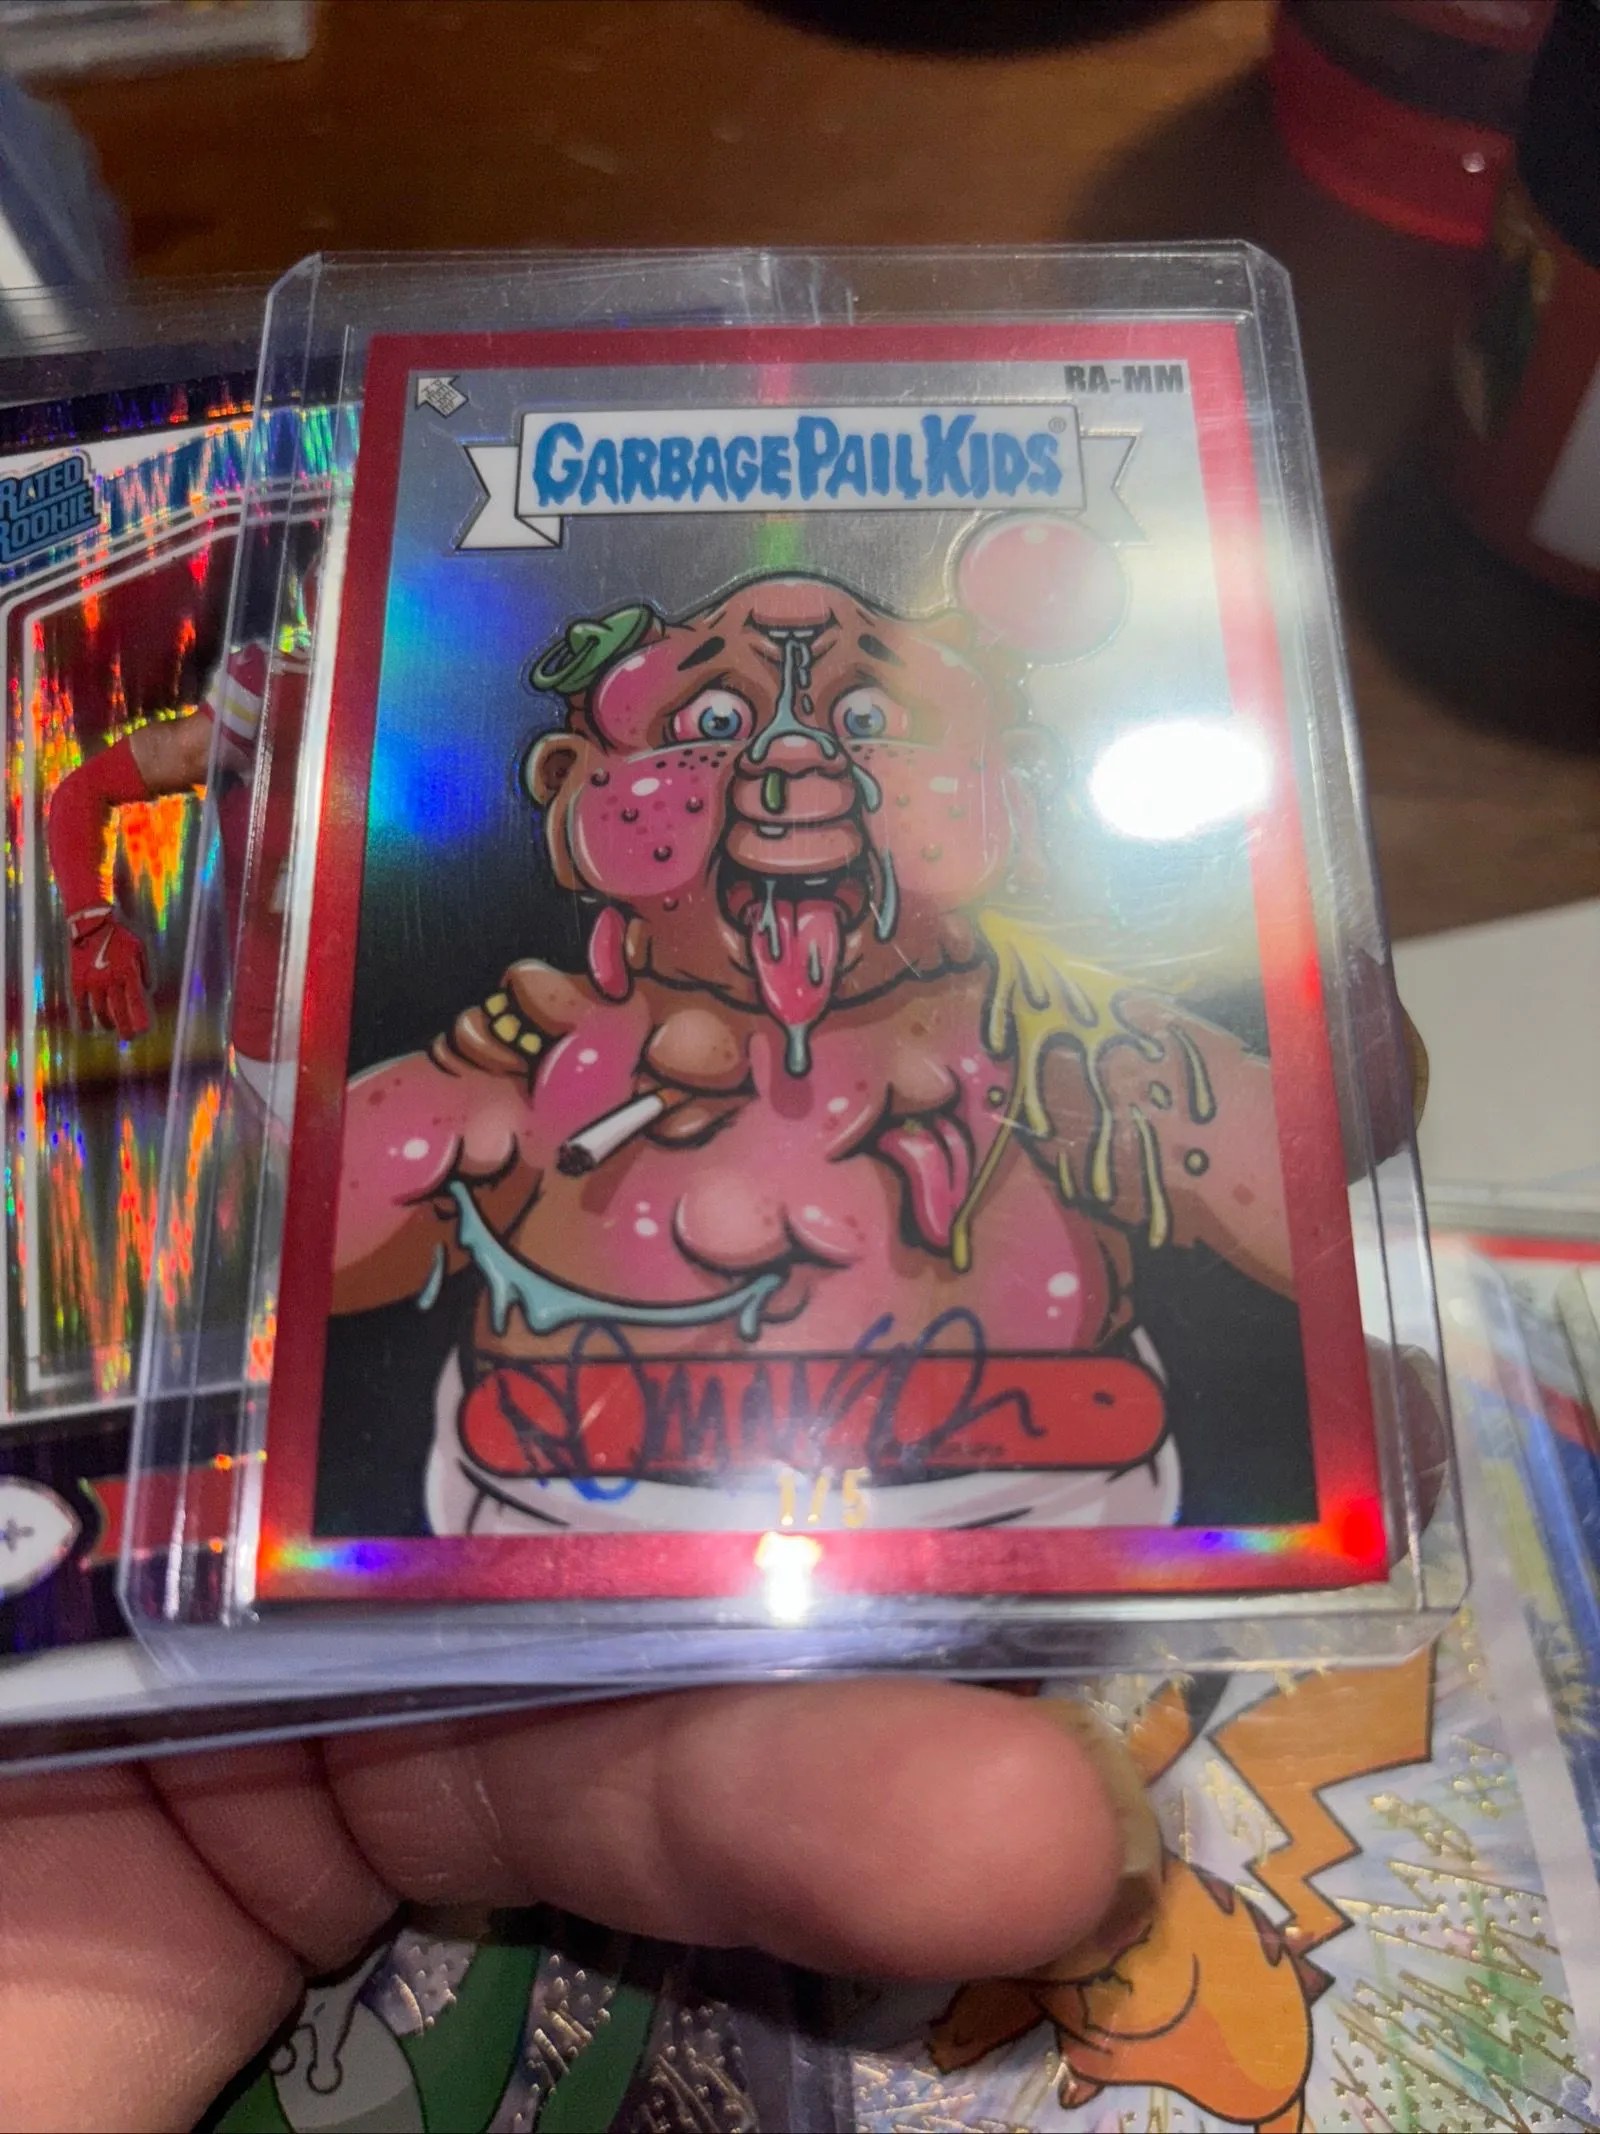 RA-MM
GARBAGE PAIL KIDS®
RATED
ROOKIE
1/5